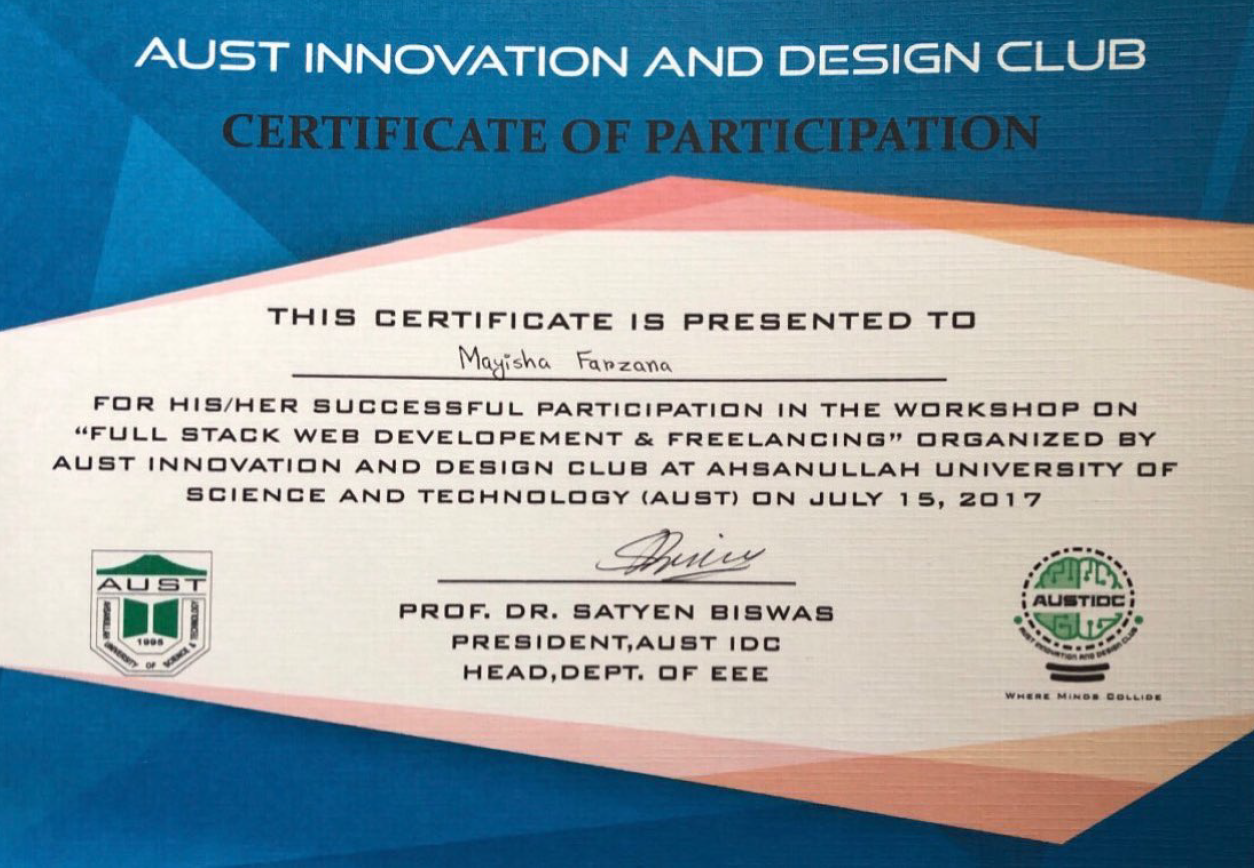 AUST INNOVATION AND DESIGN CLUB
CERTIFICATE OF PARTICIPATION
THIS CERTIFICATE IS PRESENTED TO
Mayisha Farzana
FOR HIS/HER SUCCESSFUL PARTICIPATION IN THE WORKSHOP ON
“FULL STACK WEB DEVELOPEMENT & FREELANCING” ORGANIZED BY
AUST INNOVATION AND DESIGN CLUB AT AHSANULLAH UNIVERSITY OF
SCIENCE AND TECHNOLOGY (AUST) ON JULY 15, 2017
PROF. DR. SATYEN BISWAS
PRESIDENT,AUST IDC
HEAD,DEPT. OF EEE
AUST
1995
AHSANULLAH UNIVERSITY OF SCIENCE & TECHNOLOGY
AUSTIDC
AUST INNOVATION AND DESIGN CLUB
WHERE MINDS COLLIDE